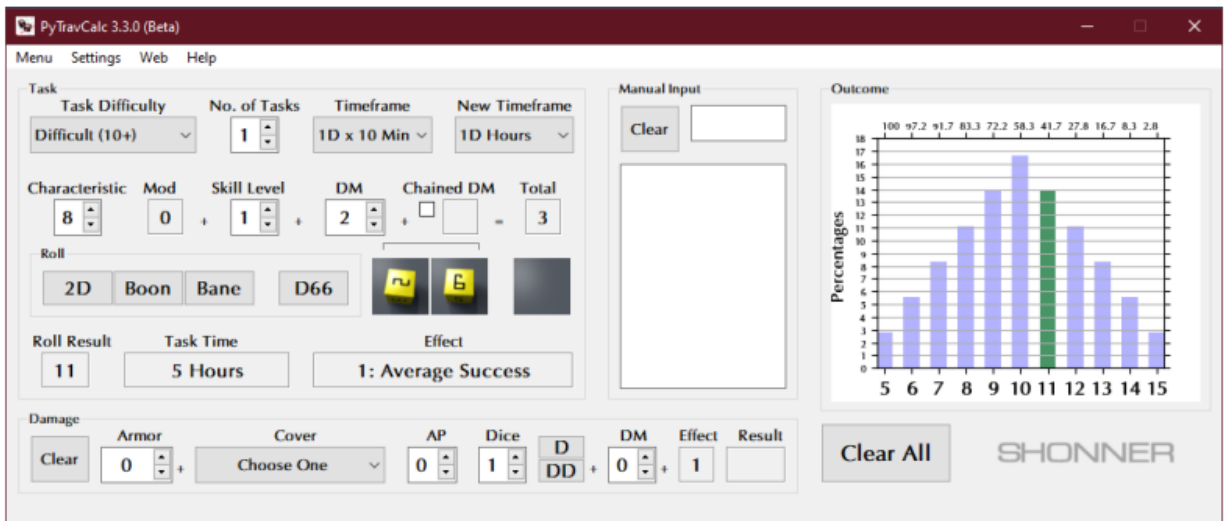 PyTravCalc 3.3.0 (Beta)
Menu Settings Web Help
Task
Task Difficulty No. of Tasks Timeframe New Timeframe
Difficult (10+) 1 1D x 10 Min 1D Hours
Characteristic Mod Skill Level DM Chained DM Total
8 0 + 1 + 2 + = 3
Roll
2D Boon Bane D66
2 6
Roll Result Task Time Effect
11 5 Hours 1: Average Success
Manual Input
Clear
Outcome
100 97.2 91.7 83.3 72.2 58.3 41.7 27.8 16.7 8.3 2.8
18
17
16
15
14
13
12
11
10
9
8
7
6
5
4
3
2
1
0
Percentages
5 6 7 8 9 10 11 12 13 14 15
Damage
Armor Cover AP Dice DM Effect Result
Clear 0 + Choose One 0 1 D DD + 0 + 1
Clear All
SHONNER